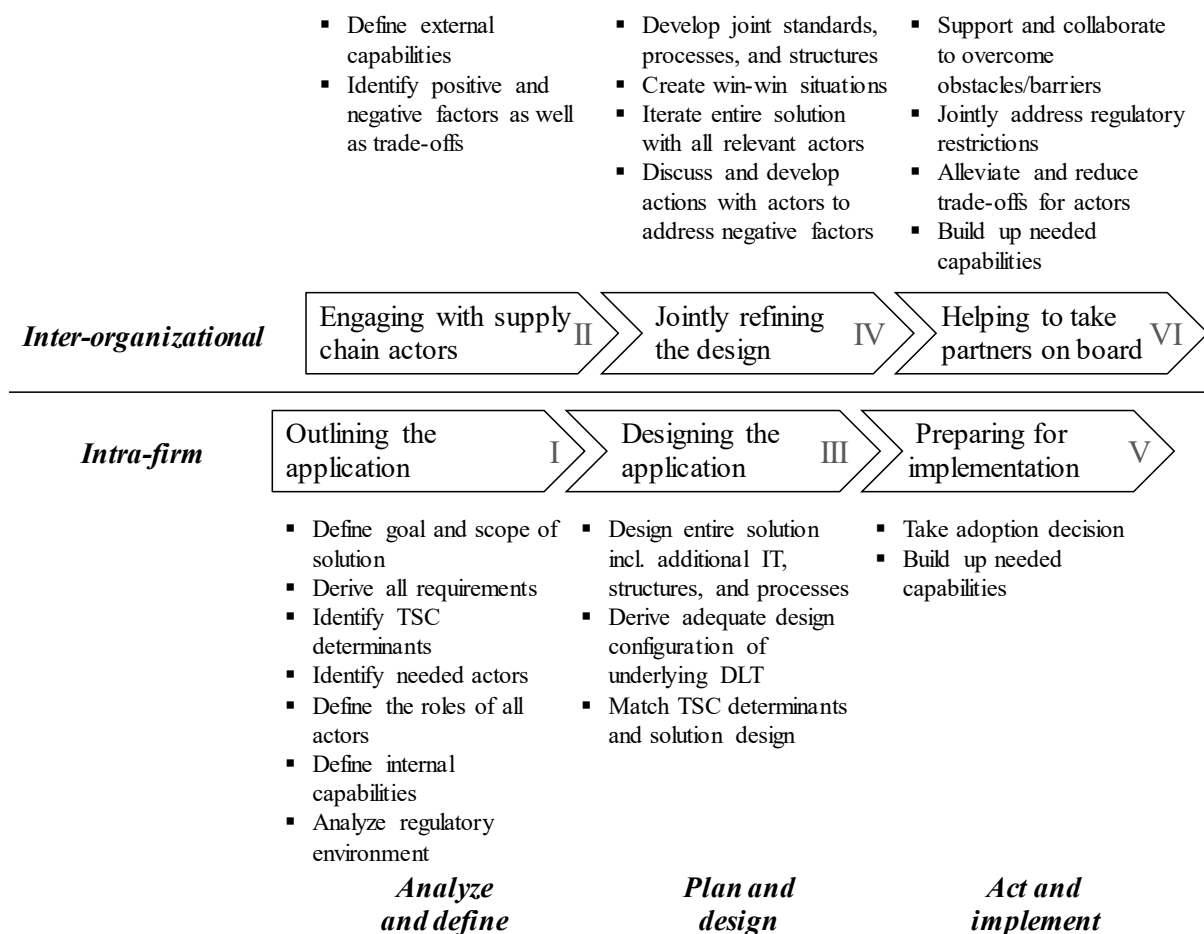 ▪ Define external
capabilities
▪ Identify positive and
negative factors as well
as trade-offs
▪ Develop joint standards,
processes, and structures
▪ Create win-win situations
▪ Iterate entire solution
with all relevant actors
▪ Discuss and develop
actions with actors to
address negative factors
▪ Support and collaborate
to overcome
obstacles/barriers
▪ Jointly address regulatory
restrictions
▪ Alleviate and reduce
trade-offs for actors
▪ Build up needed
capabilities
Inter-organizational
Engaging with supply
chain actors
II
Jointly refining
the design
IV
Helping to take
partners on board
VI
Intra-firm
Outlining the
application
I
Designing the
application
III
Preparing for
implementation
V
▪ Define goal and scope of
solution
▪ Derive all requirements
▪ Identify TSC
determinants
▪ Identify needed actors
▪ Define the roles of all
actors
▪ Define internal
capabilities
▪ Analyze regulatory
environment
▪ Design entire solution
incl. additional IT,
structures, and processes
▪ Derive adequate design
configuration of
underlying DLT
▪ Match TSC determinants
and solution design
▪ Take adoption decision
▪ Build up needed
capabilities
Analyze
and define
Plan and
design
Act and
implement